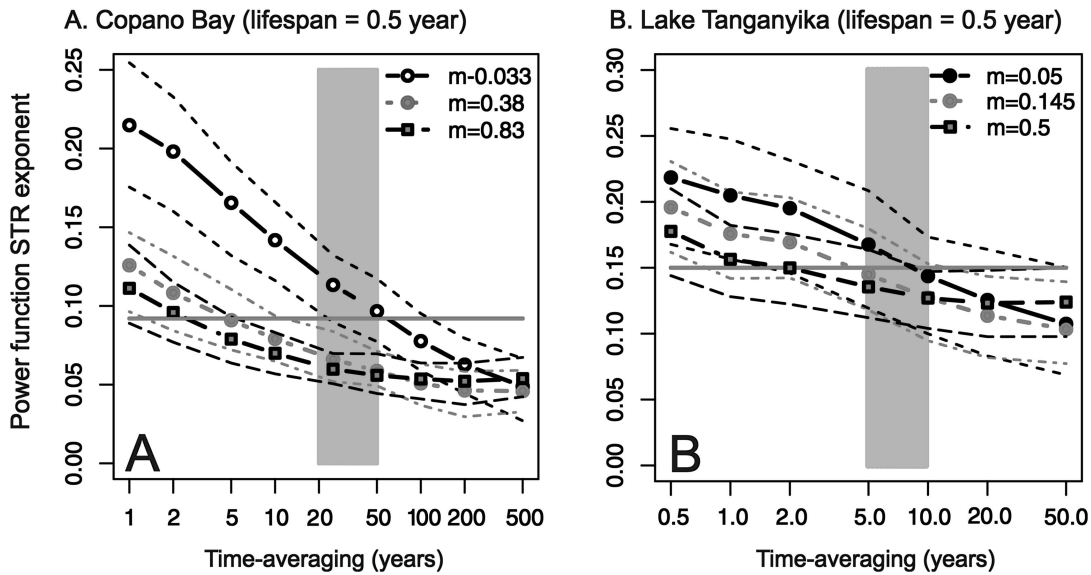 A. Copano Bay (lifespan = 0.5 year)
B. Lake Tanganyika (lifespan = 0.5 year)
Power function STR exponent
0.25
0.20
0.15
0.10
0.05
0.00
m-0.033
m=0.38
m=0.83
A
1 2 5 10 20 50 100 200 500
Time-averaging (years)
0.30
0.25
0.20
0.15
0.10
0.05
0.00
m=0.05
m=0.145
m=0.5
B
0.5 1.0 2.0 5.0 10.0 20.0 50.0
Time-averaging (years)